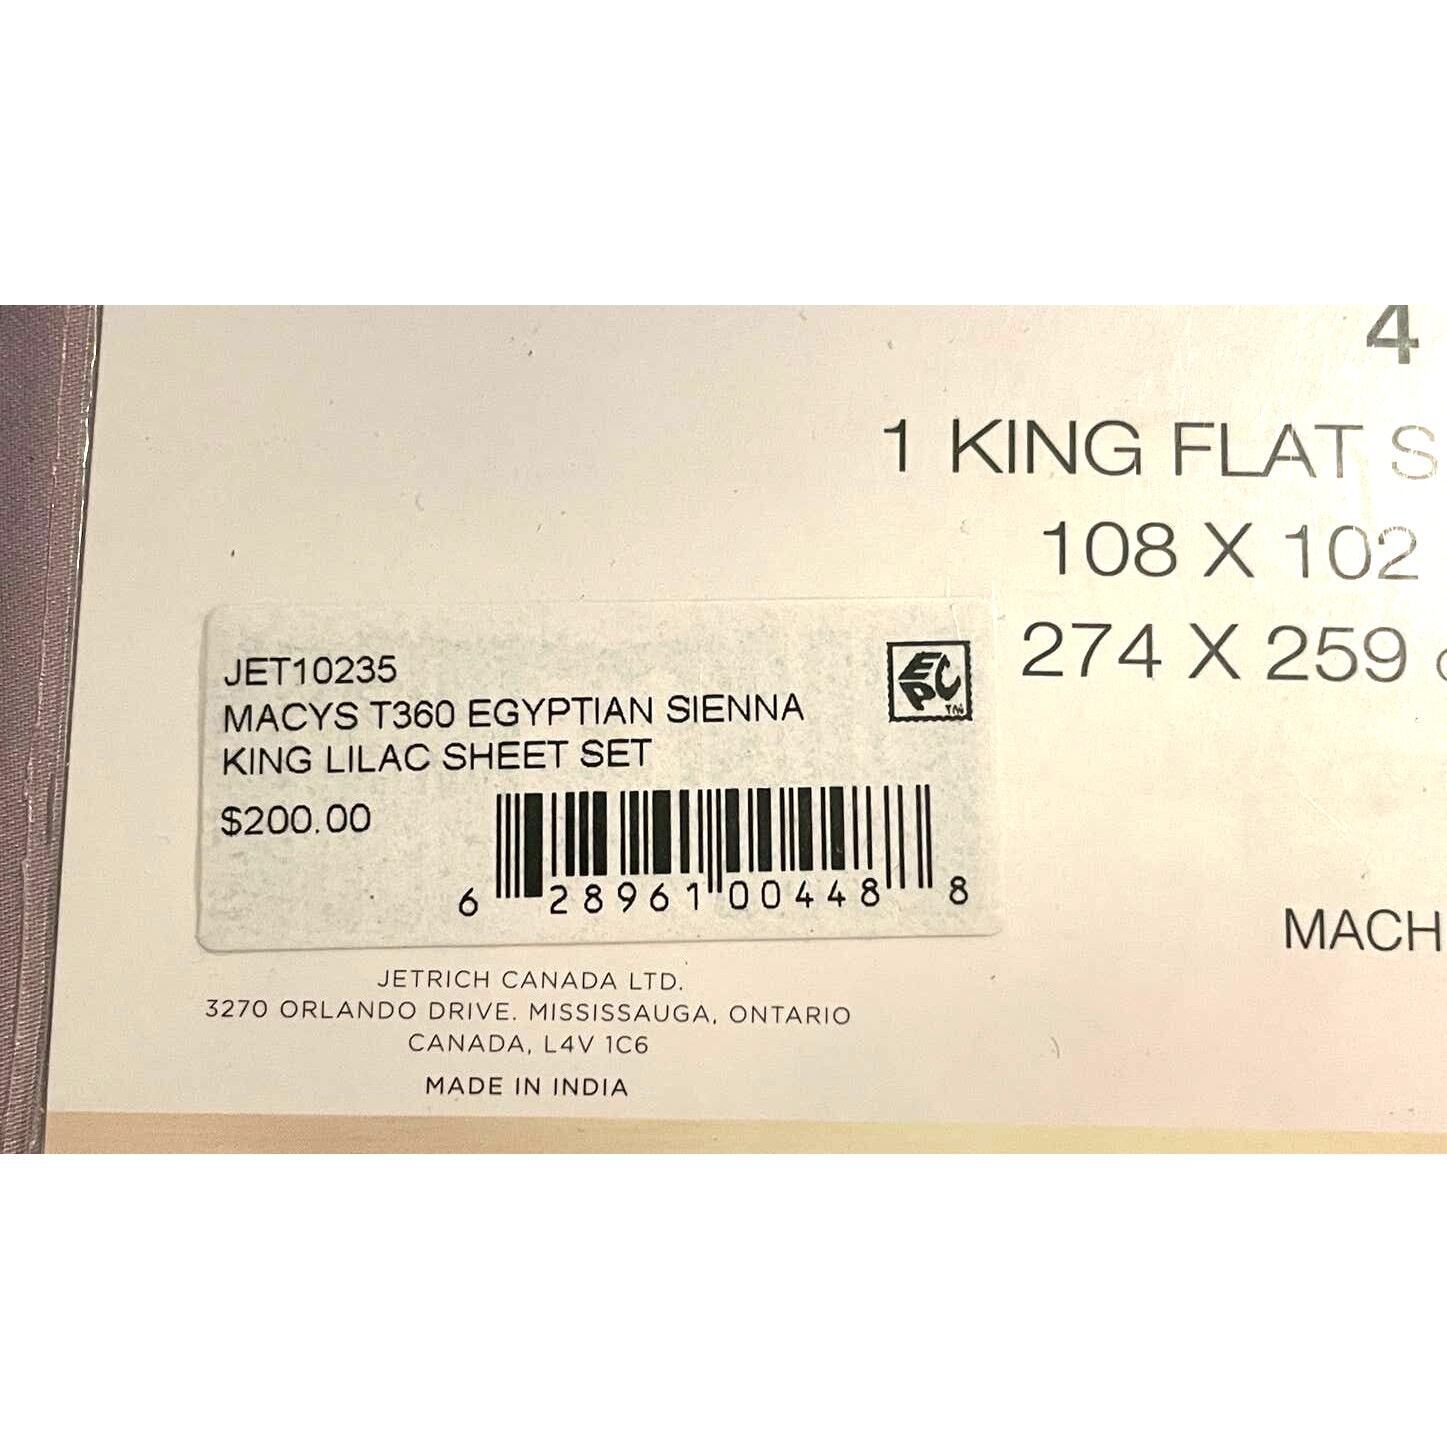 4
1 KING FLAT S
108 X 102
274 X 259
JET10235
MACYS T360 EGYPTIAN SIENNA
KING LILAC SHEET SET
$200.00
EPC TM
6 28961 00448 8
MACH
JETRICH CANADA LTD.
3270 ORLANDO DRIVE. MISSISSAUGA, ONTARIO
CANADA, L4V 1C6
MADE IN INDIA